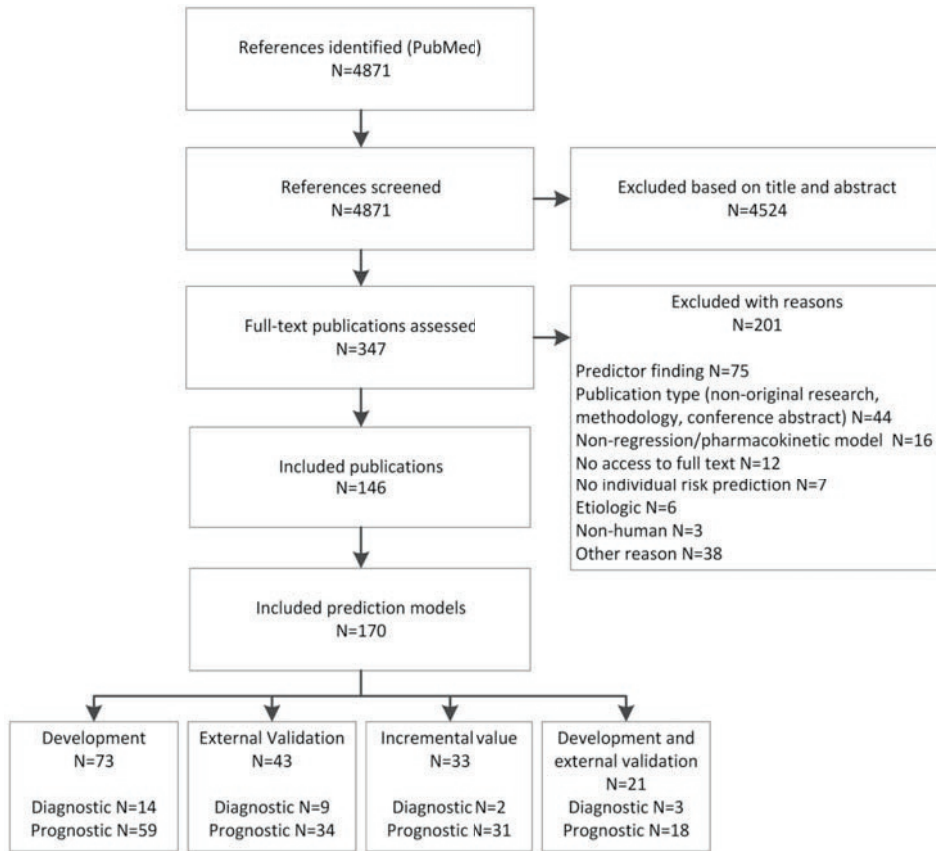 References identified (PubMed)
N=4871
References screened
N=4871
Excluded based on title and abstract
N=4524
Full-text publications assessed
N=347
Excluded with reasons
N=201
Predictor finding N=75
Publication type (non-original research,
methodology, conference abstract) N=44
Non-regression/pharmacokinetic model N=16
No access to full text N=12
No individual risk prediction N=7
Etiologic N=6
Non-human N=3
Other reason N=38
Included publications
N=146
Included prediction models
N=170
Development
N=73
Diagnostic N=14
Prognostic N=59
External Validation
N=43
Diagnostic N=9
Prognostic N=34
Incremental value
N=33
Diagnostic N=2
Prognostic N=31
Development and
external validation
N=21
Diagnostic N=3
Prognostic N=18